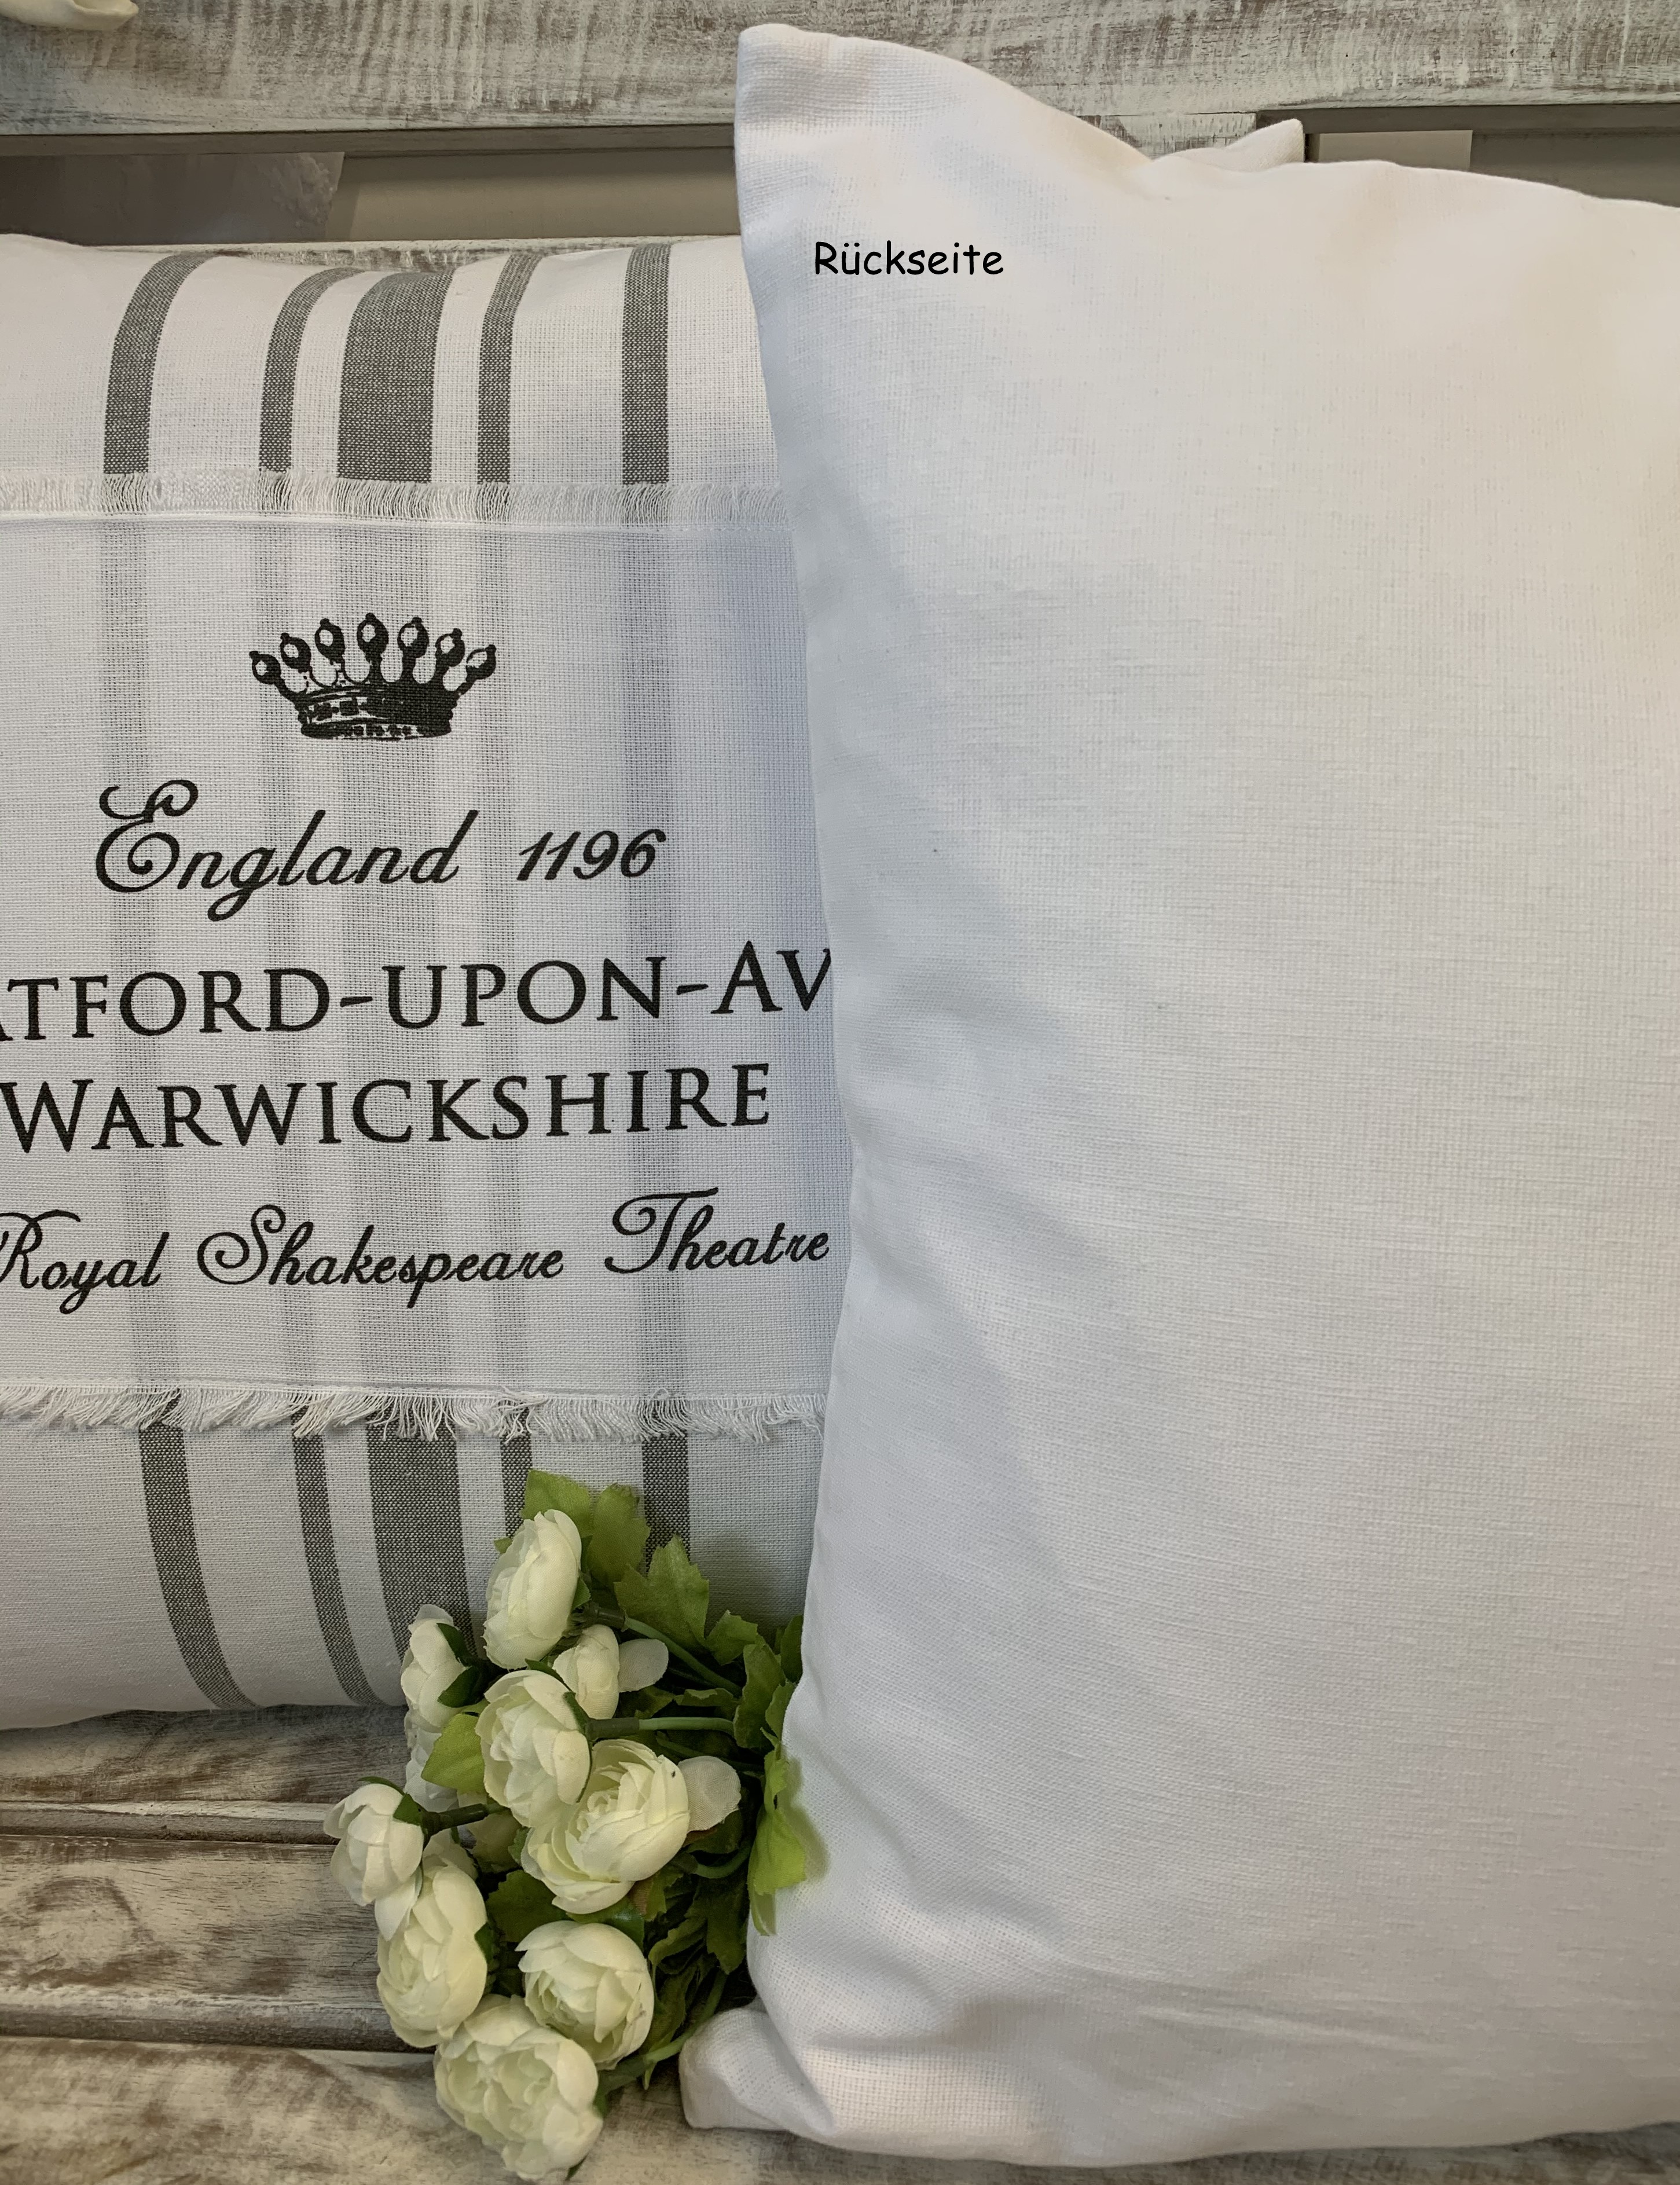 England 1196
ATFORD-UPON-AV
WARWICKSHIRE
Royal Shakespeare Theatre
Rückseite